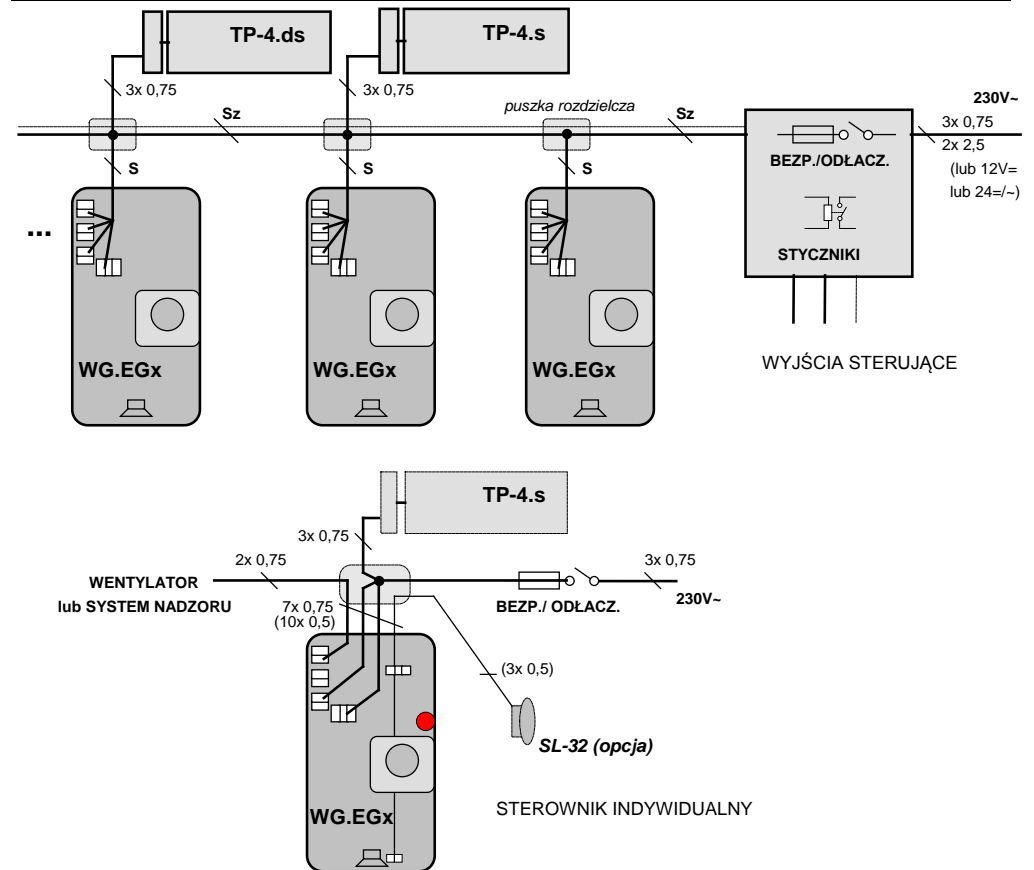 TP-4.ds
TP-4.s
3x 0,75
3x 0,75
puszka rozdzielcza
230V~
Sz
Sz
3x 0,75
2x 2,5
BEZP./ODŁACZ.
(lub 12V=
lub 24=/~)
S
S
S
...
STYCZNIKI
WG.EGx
WG.EGx
WG.EGx
WYJŚCIA STERUJĄCE
TP-4.s
3x 0,75
2x 0,75
3x 0,75
WENTYLATOR
lub SYSTEM NADZORU
BEZP./ ODŁACZ.
230V~
7x 0,75
(10x 0,5)
(3x 0,5)
SL-32 (opcja)
WG.EGx
STEROWNIK INDYWIDUALNY